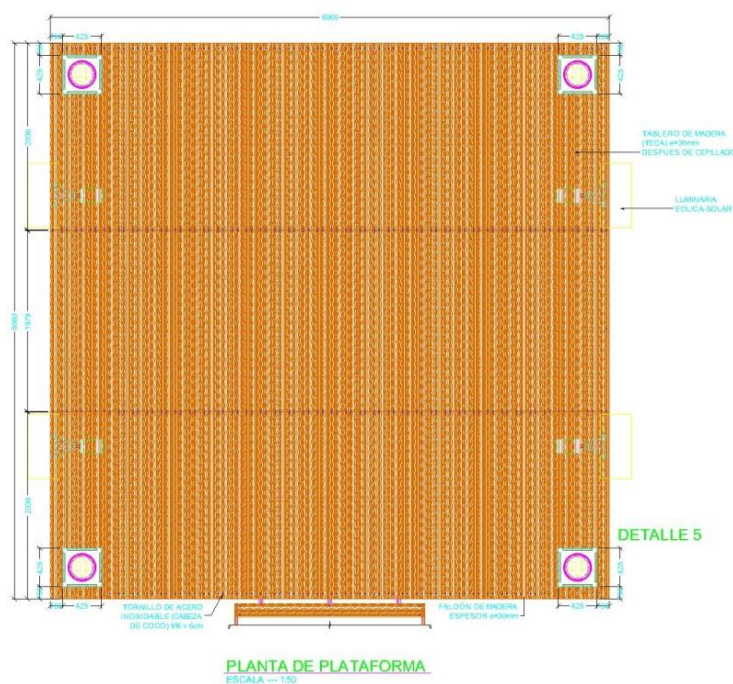 6060
425
425
425
425
2036
TABLERO DE MADERA
(TECA) e=30mm
DESPUES DE CEPILLADO
LUMINARIA
EOLICA-SOLAR
1979
2036
DETALLE 5
425
425
425
425
TORNILLO DE ACERO
INOXIDABLE (CABEZA
DE COCO) M6 x 6cm
FALDÓN DE MADERA
ESPESOR e=30mm
PLANTA DE PLATAFORMA
ESCALA --- 1:50